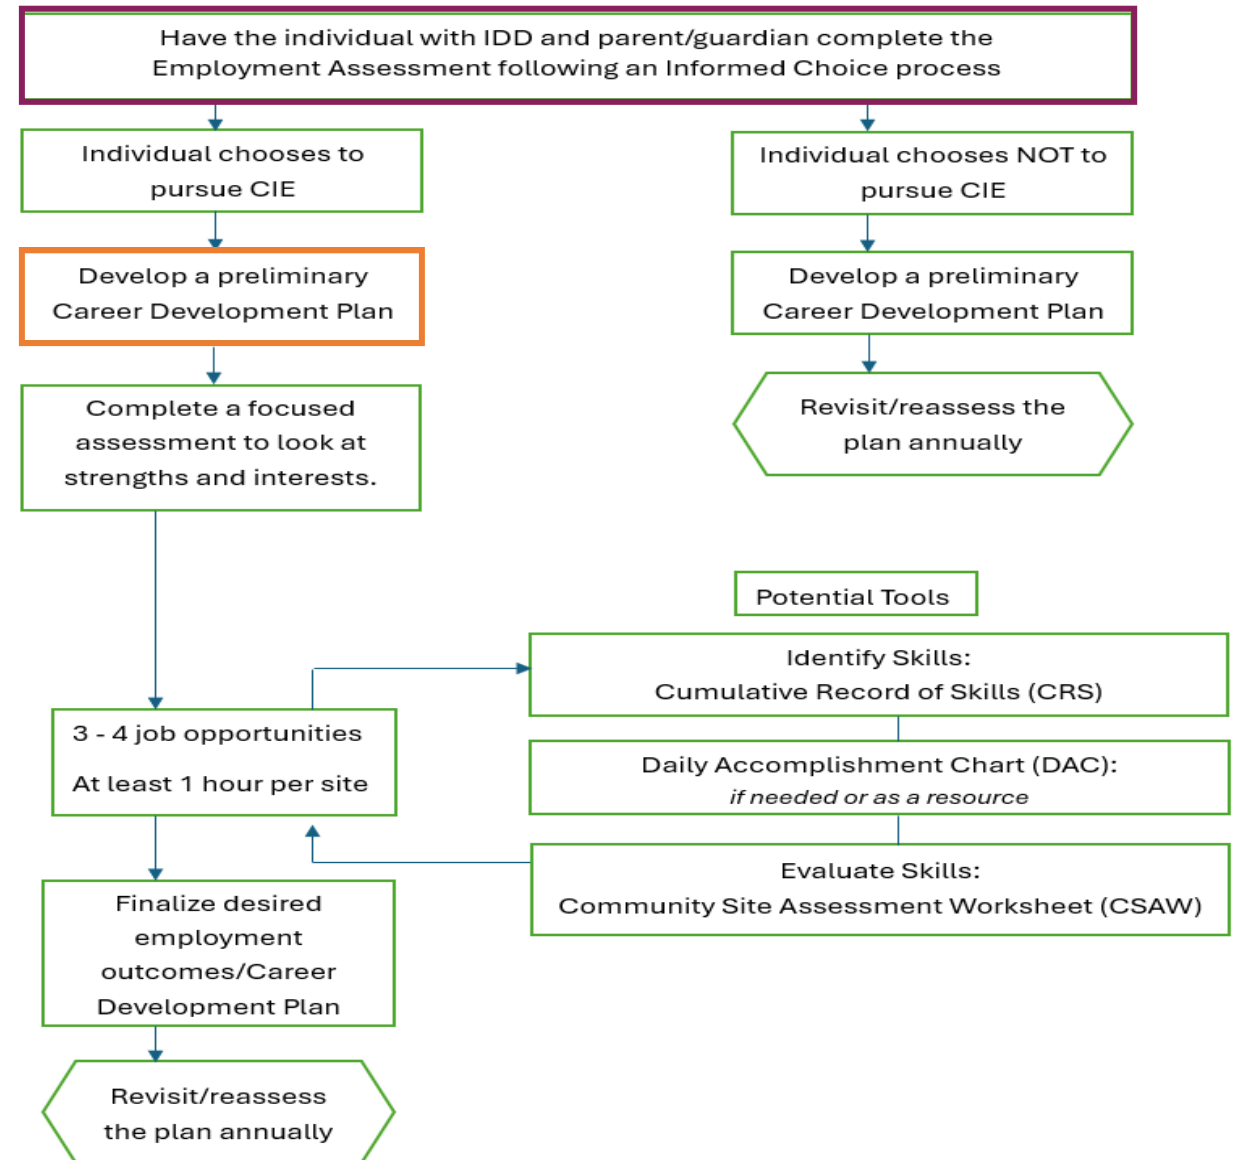 Have the individual with IDD and parent/guardian complete the
Employment Assessment following an Informed Choice process
Individual chooses to
pursue CIE
Individual chooses NOT to
pursue CIE
Develop a preliminary
Career Development Plan
Develop a preliminary
Career Development Plan
Complete a focused
assessment to look at
strengths and interests.
Revisit/reassess the
plan annually
Potential Tools
Identify Skills:
Cumulative Record of Skills (CRS)
3 - 4 job opportunities
At least 1 hour per site
Daily Accomplishment Chart (DAC):
if needed or as a resource
Evaluate Skills:
Community Site Assessment Worksheet (CSAW)
Finalize desired
employment
outcomes/Career
Development Plan
Revisit/reassess
the plan annually